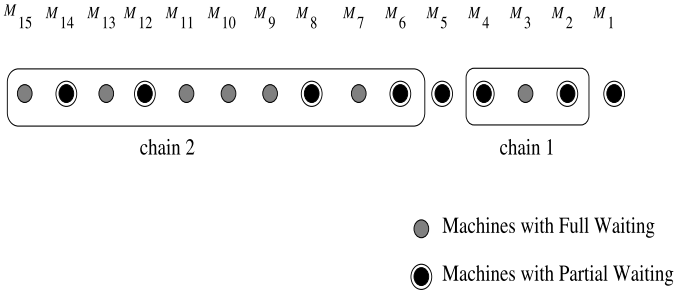 M15 M14 M13 M12 M11 M10 M9 M8 M7 M6 M5 M4 M3 M2 M1
chain 2 chain 1
Machines with Full Waiting
Machines with Partial Waiting